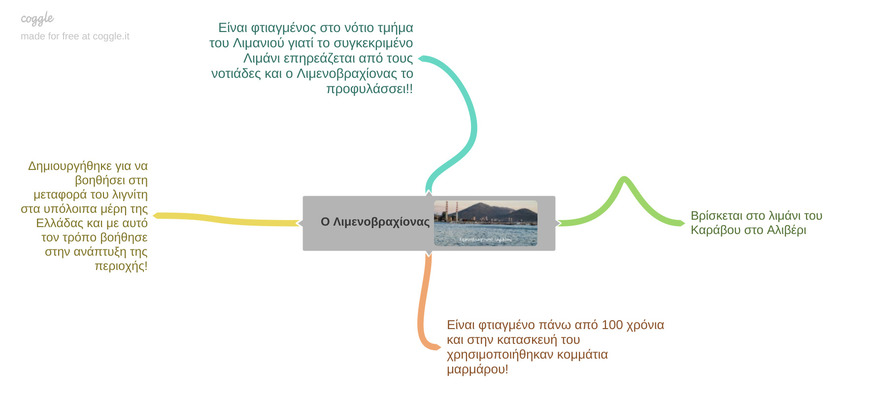 coggle
made for free at coggle.it
Είναι φτιαγμένος στο νότιο τμήμα
του Λιμανιού γιατί το συγκεκριμένο
Λιμάνι επηρεάζεται από τους
νοτιάδες και ο Λιμενοβραχίονας το
προφυλάσσει!!
Δημιουργήθηκε για να
βοηθήσει στη
μεταφορά του λιγνίτη
στα υπόλοιπα μέρη της
Ελλάδας και με αυτό
τον τρόπο βοήθησε
στην ανάπτυξη της
περιοχής!
Ο Λιμενοβραχίονας
Βρίσκεται στο λιμάνι του
Καράβου στο Αλιβέρι
Είναι φτιαγμένο πάνω από 100 χρόνια
και στην κατασκευή του
χρησιμοποιήθηκαν κομμάτια
μαρμάρου!